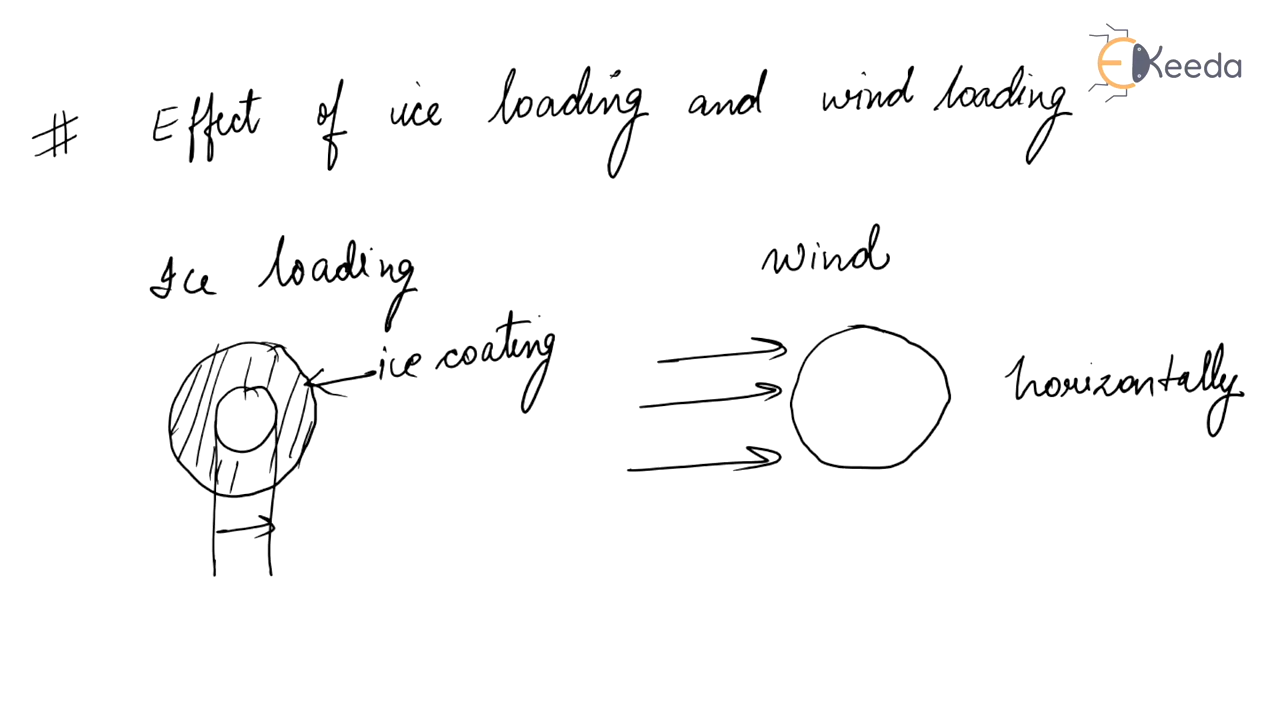 # Effect of ice loading and wind loading
EKeeda
Ice loading
wind
ice coating
horizontally